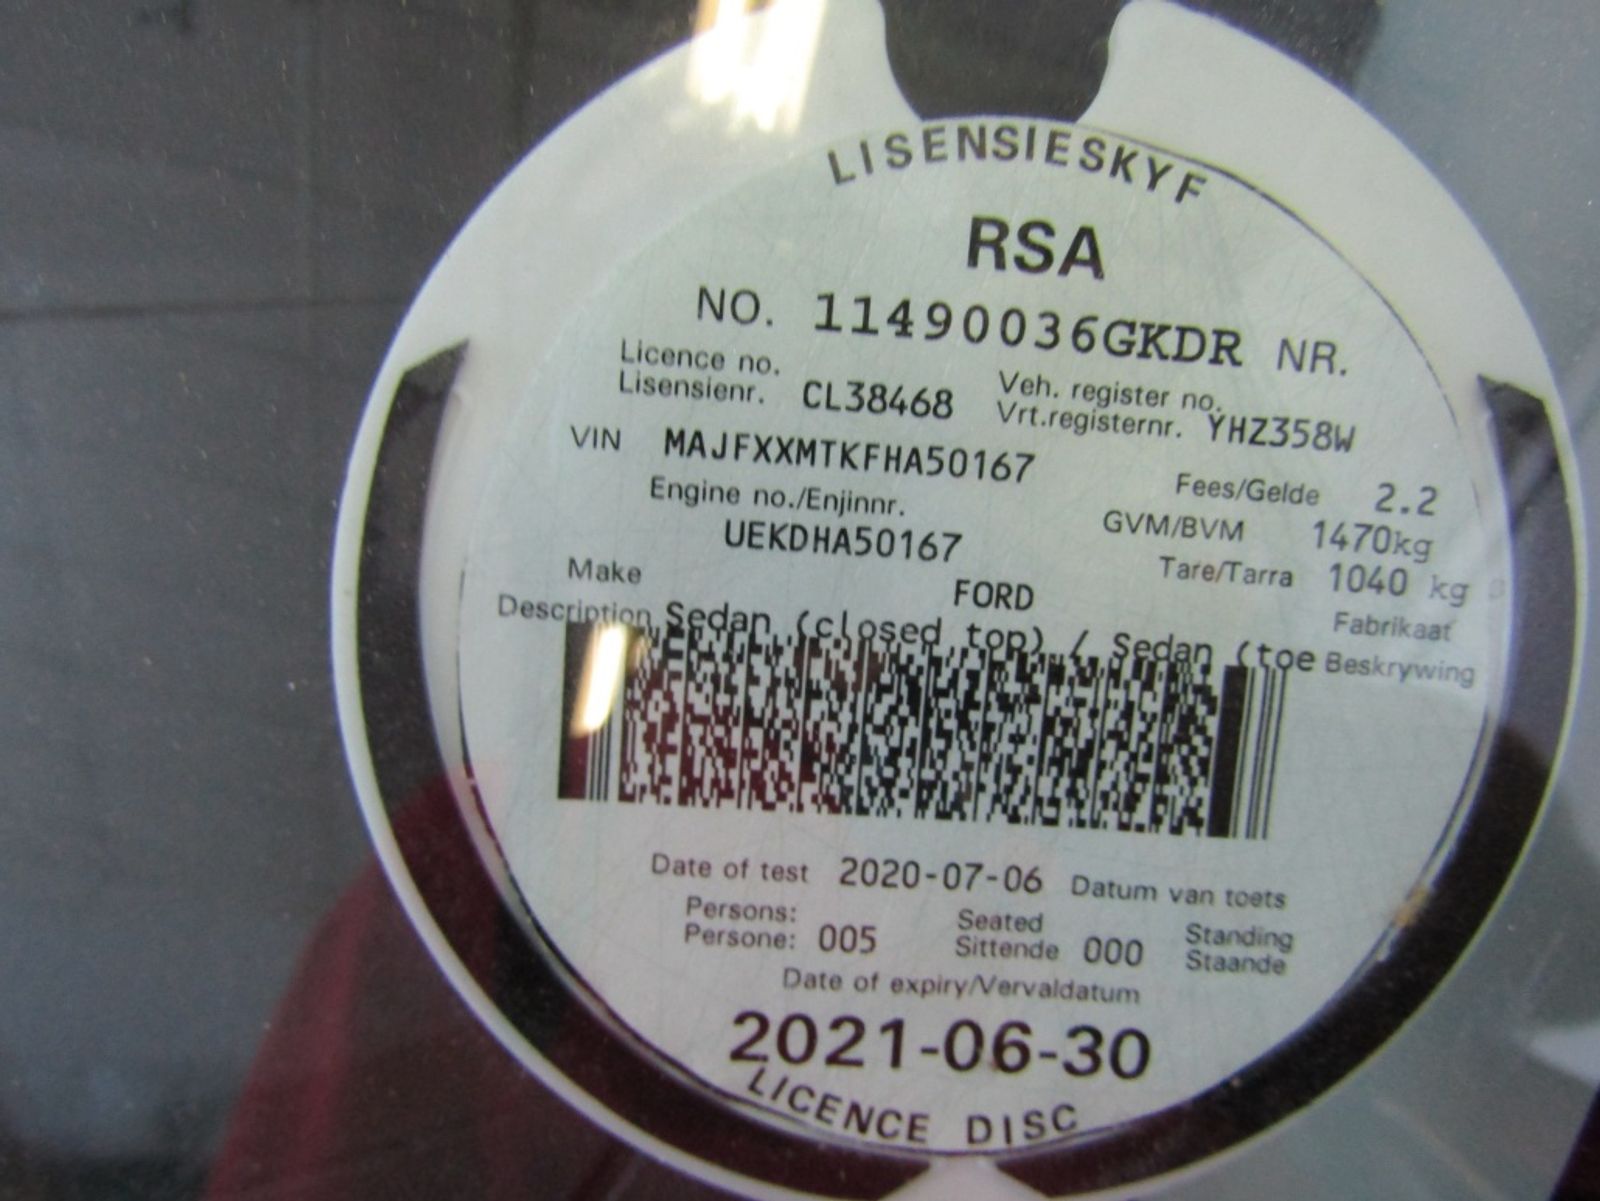 LISENSIESKYF
RSA
NO. 11490036GKDR NR.
Licence no.
Lisensienr. CL38468
Veh. register no.
Vrt.registernr. YHZ358W
VIN MAJFXXMTKFHA50167
Fees/Gelde 2.2
Engine no./Enjinnr.
UEKDHA50167
GVM/BVM 1470kg
Tare/Tarra 1040 kg
Make FORD Fabrikaat
Description Sedan (closed top) / Sedan (toe Beskrywing
Date of test 2020-07-06 Datum van toets
Persons:
Persone: 005
Seated
Sittende 000
Standing
Staande
Date of expiry/Vervaldatum
2021-06-30
LICENCE DISC